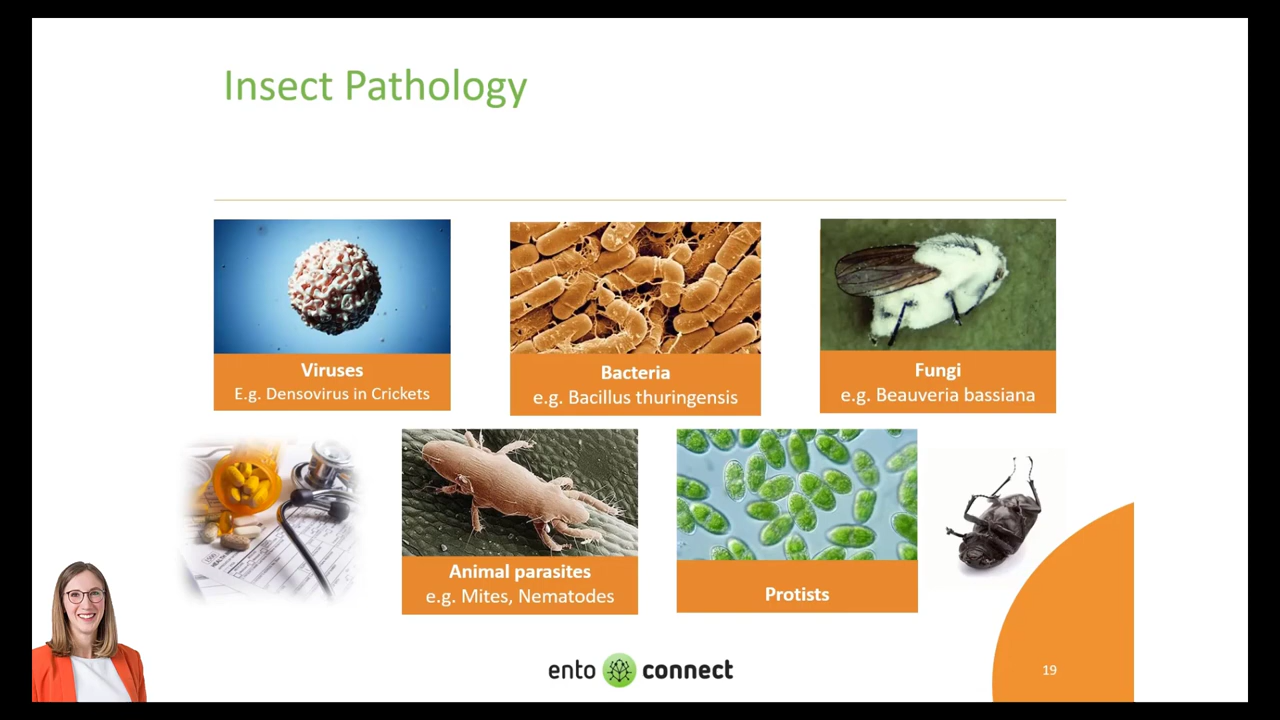 Insect Pathology
Viruses
E.g. Densovirus in Crickets
Bacteria
e.g. Bacillus thuringensis
Fungi
e.g. Beauveria bassiana
Animal parasites
e.g. Mites, Nematodes
Protists
ento connect
19